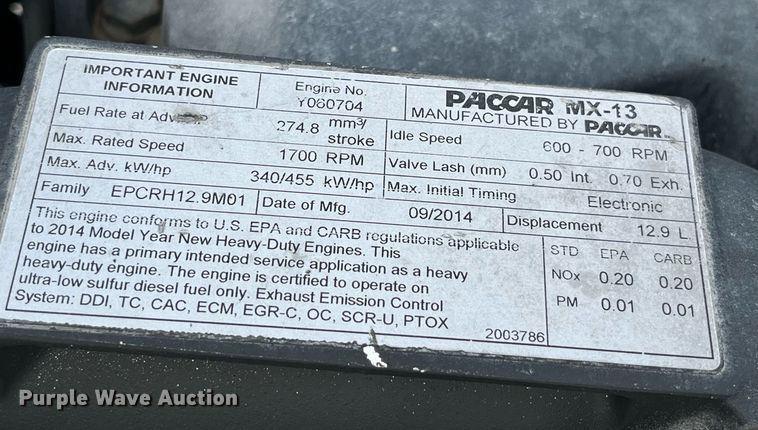 IMPORTANT ENGINE
INFORMATION
Engine No.
Y060704
PACCAR MX-13
MANUFACTURED BY PACCAR
Fuel Rate at Adv
274.8 mm3/
stroke
Idle Speed
600 - 700 RPM
Max. Rated Speed
1700 RPM
Valve Lash (mm)
0.50 Int. 0.70 Exh.
Max. Adv. kW/hp
340/455 kW/hp
Max. Initial Timing
Electronic
Family
EPCRH12.9M01
Date of Mfg.
09/2014
Displacement
12.9 L
This engine conforms to U.S. EPA and CARB regulations applicable
to 2014 Model Year New Heavy-Duty Engines. This
engine has a primary intended service application as a heavy
heavy-duty engine. The engine is certified to operate on
ultra-low sulfur diesel fuel only. Exhaust Emission Control
System: DDI, TC, CAC, ECM, EGR-C, OC, SCR-U, PTOX
2003786
STD EPA CARB
NOx 0.20 0.20
PM 0.01 0.01
Purple Wave Auction